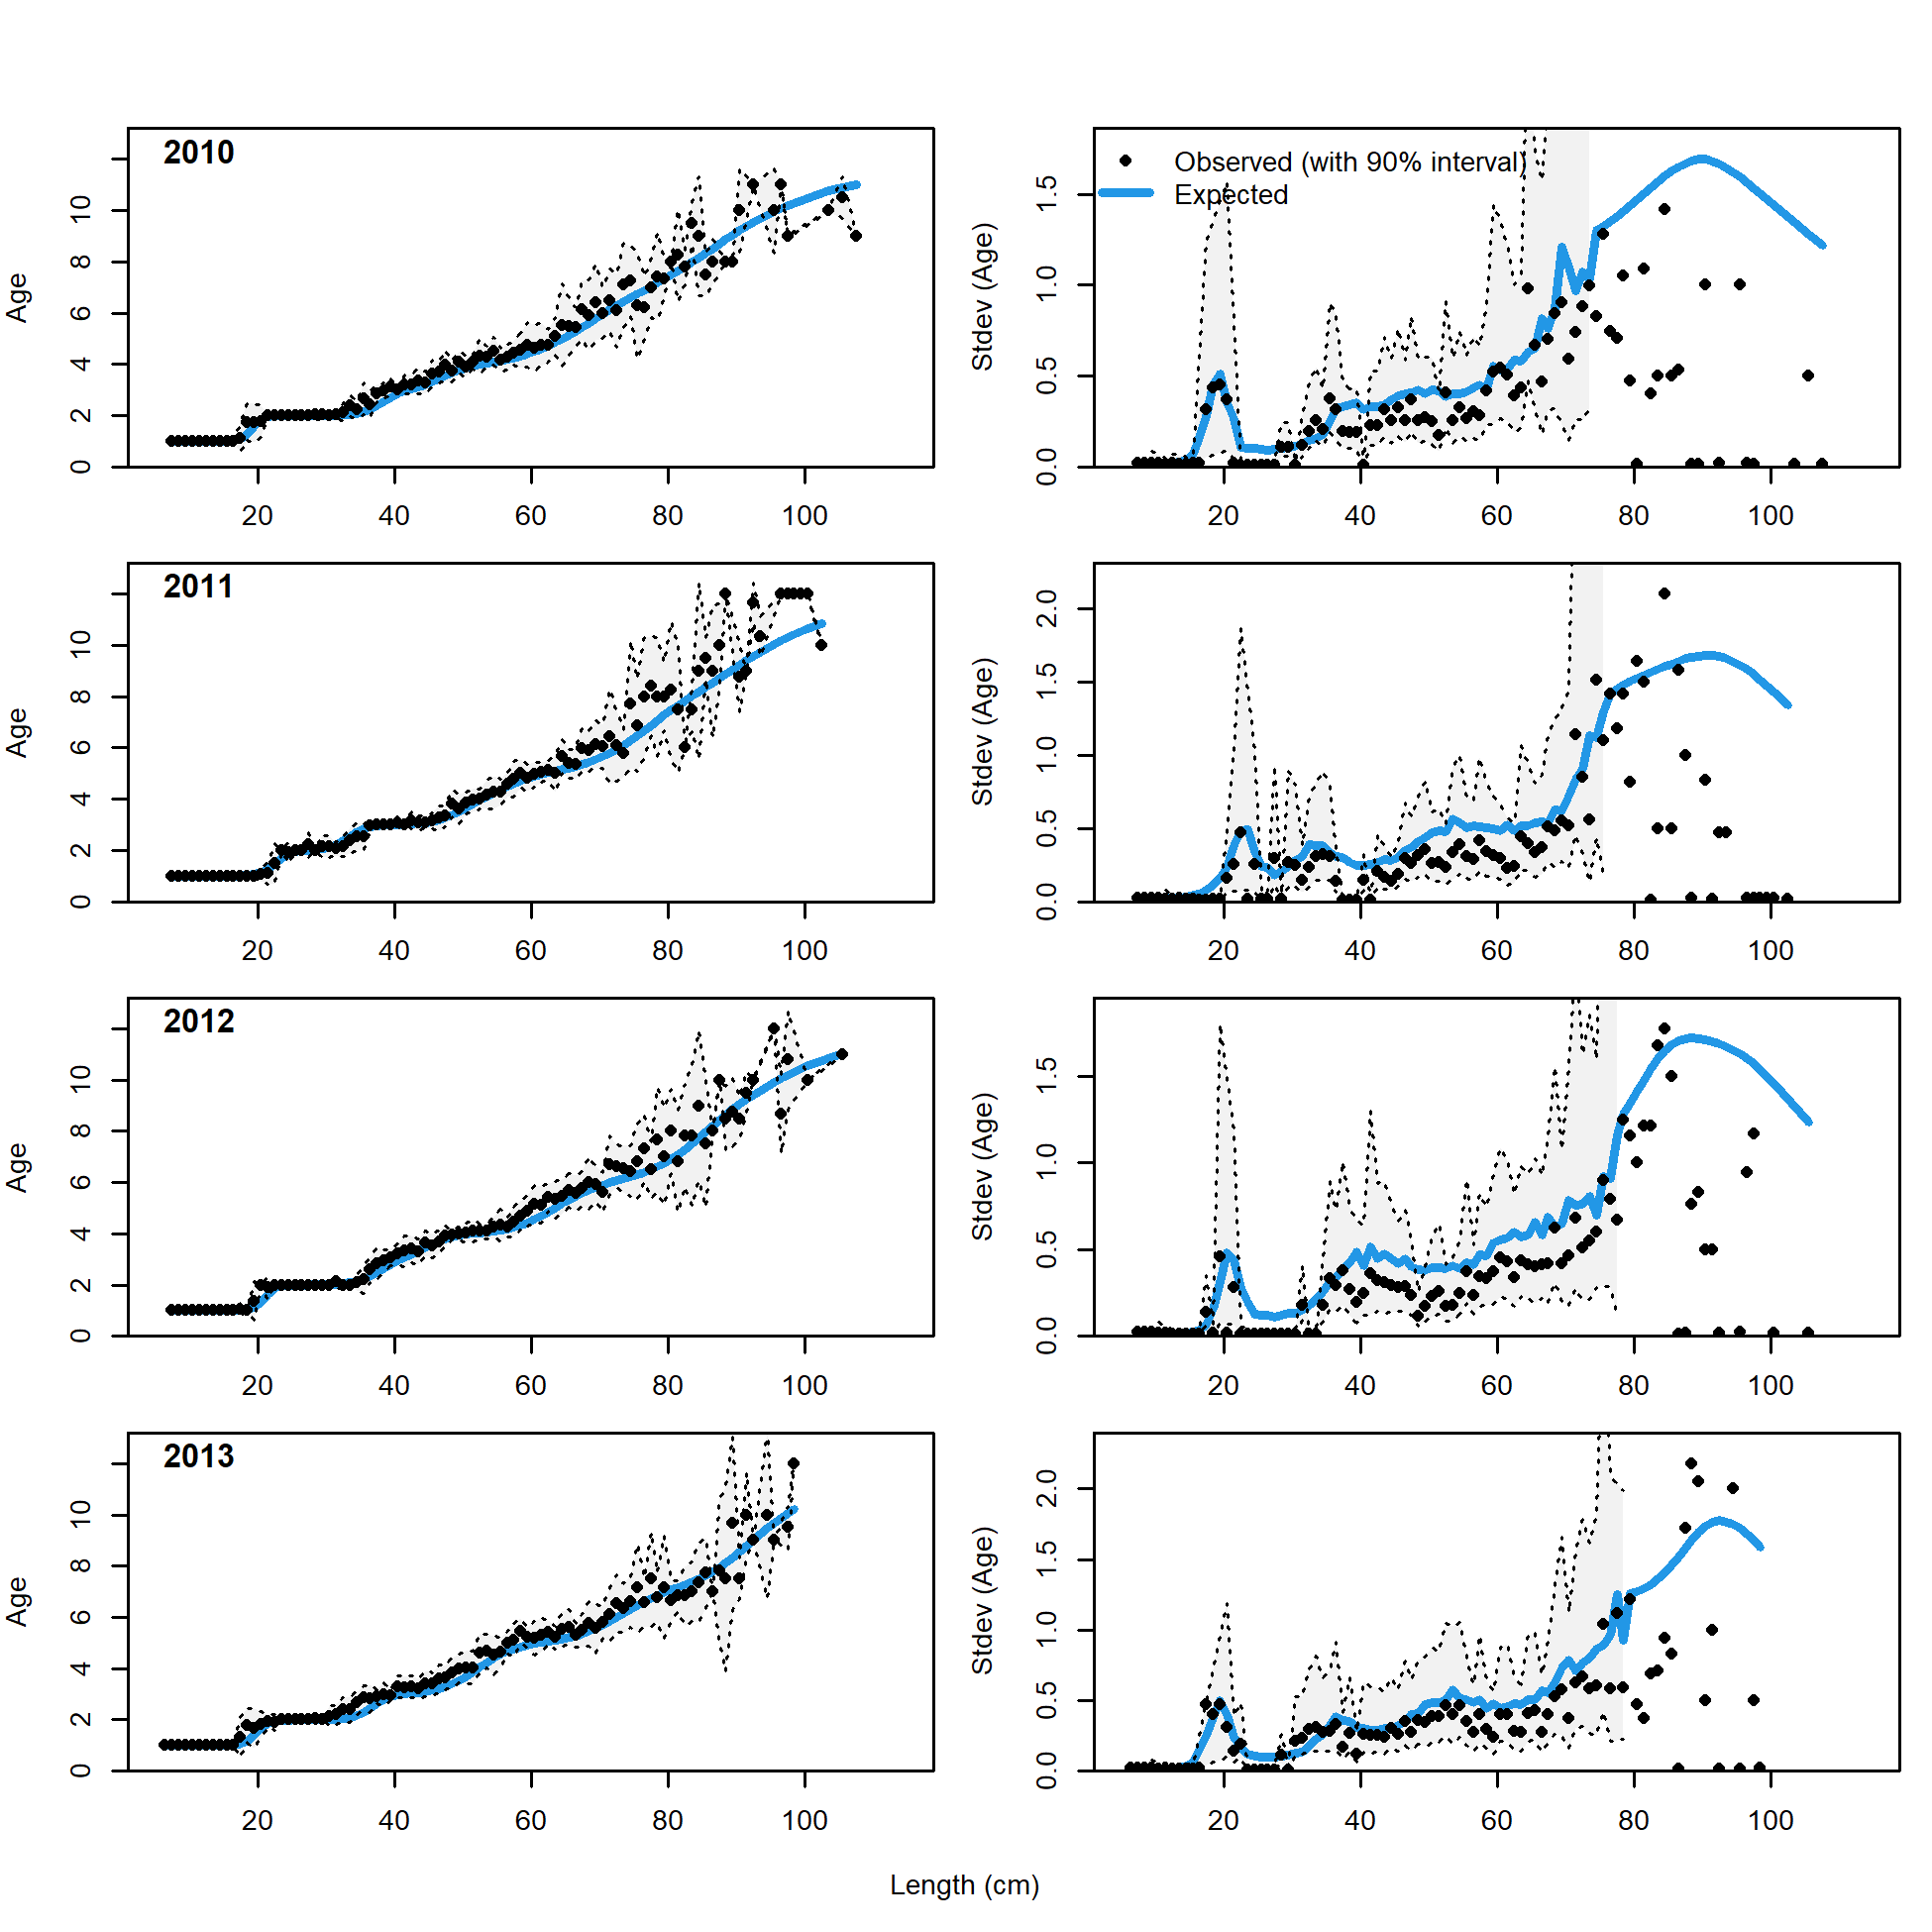 2010
Age
0 2 4 6 8 10
20 40 60 80 100
Observed (with 90% interval)
Expected
Stdev (Age)
0.0 0.5 1.0 1.5
20 40 60 80 100
2011
Age
0 2 4 6 8 10
20 40 60 80 100
Stdev (Age)
0.0 0.5 1.0 1.5 2.0
20 40 60 80 100
2012
Age
0 2 4 6 8 10
20 40 60 80 100
Stdev (Age)
0.0 0.5 1.0 1.5
20 40 60 80 100
2013
Age
0 2 4 6 8 10
20 40 60 80 100
Stdev (Age)
0.0 0.5 1.0 1.5 2.0
20 40 60 80 100
Length (cm)